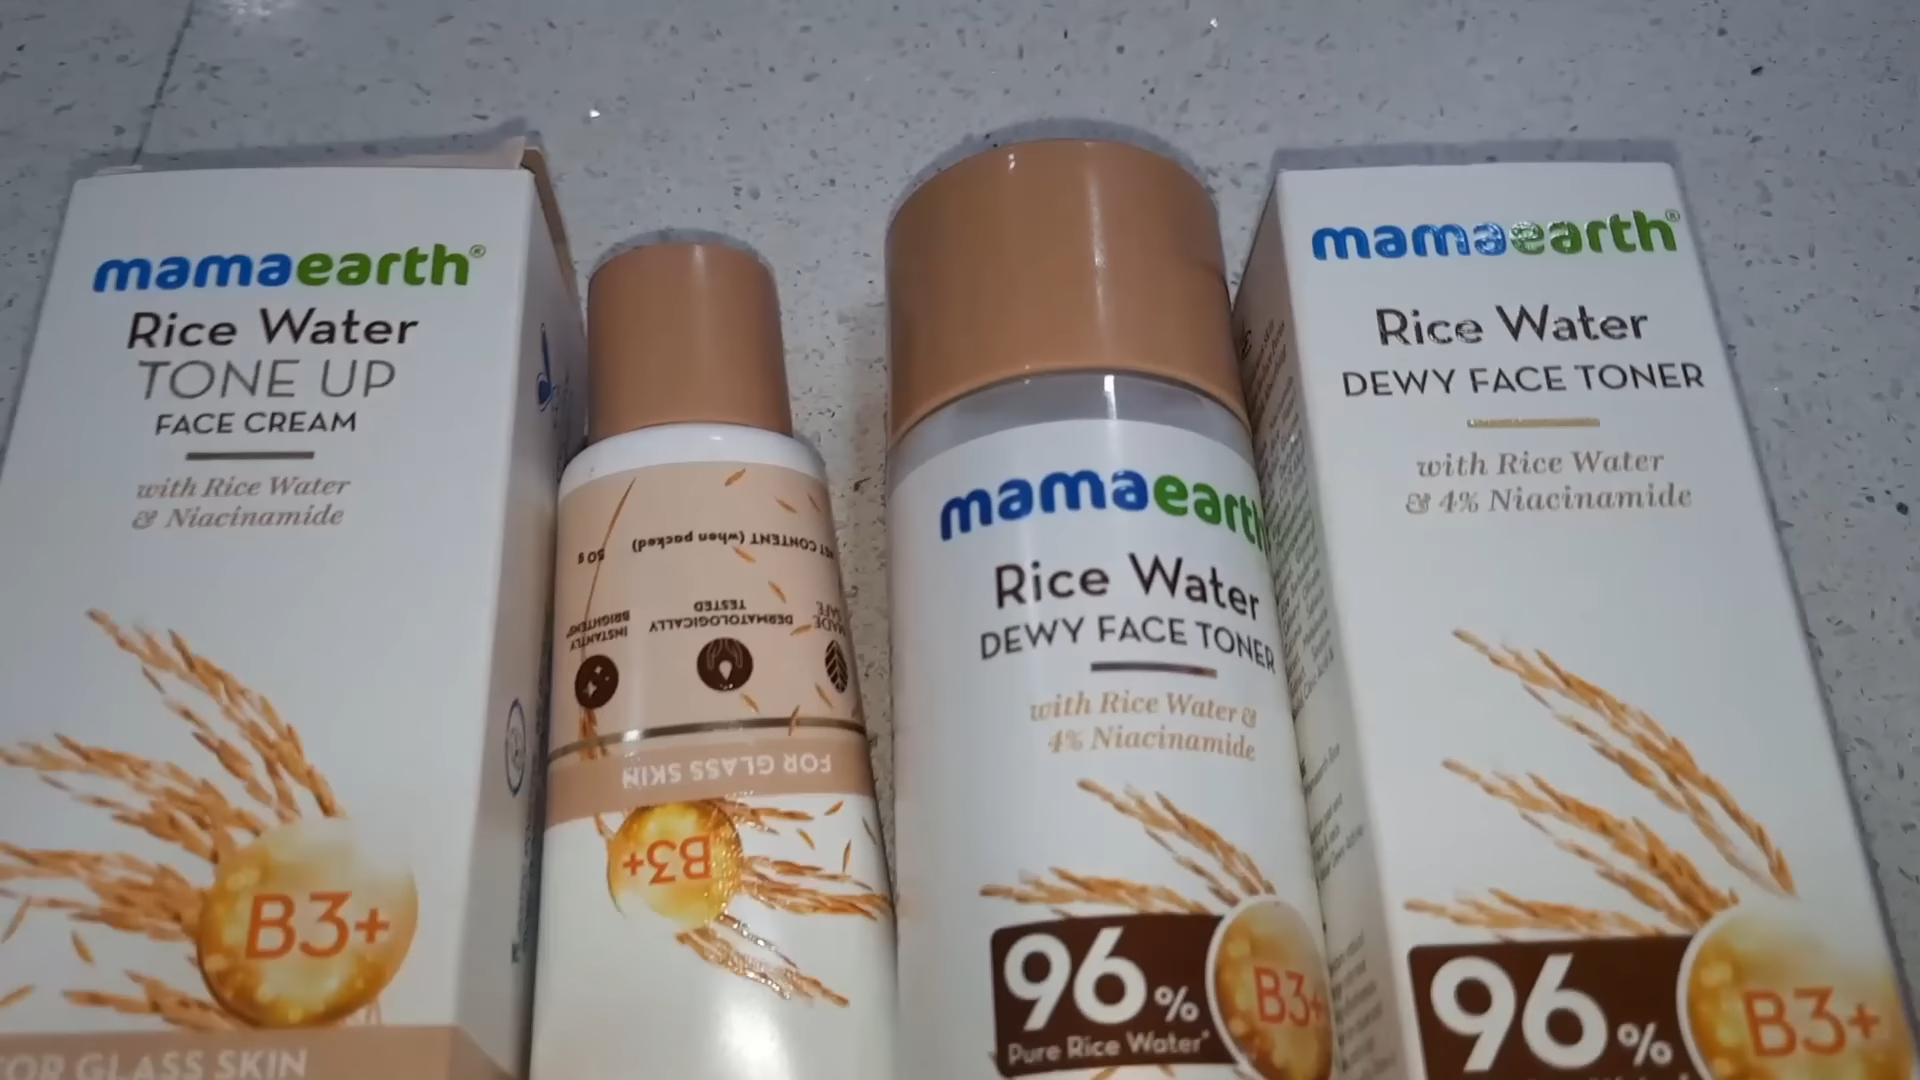 mamaearth®
Rice Water
TONE UP
FACE CREAM
with Rice Water
& Niacinamide
B3+
FOR GLASS SKIN
B3+
FOR GLASS SKIN
MADE SAFE
DERMATOLOGICALLY
TESTED
INSTANTLY
BRIGHTENS
CONTENT (when packed) 50 g
mamaearth
Rice Water
DEWY FACE TONER
with Rice Water &
4% Niacinamide
96%
Pure Rice Water*
B3+
mamaearth®
Rice Water
DEWY FACE TONER
with Rice Water
& 4% Niacinamide
96%
B3+